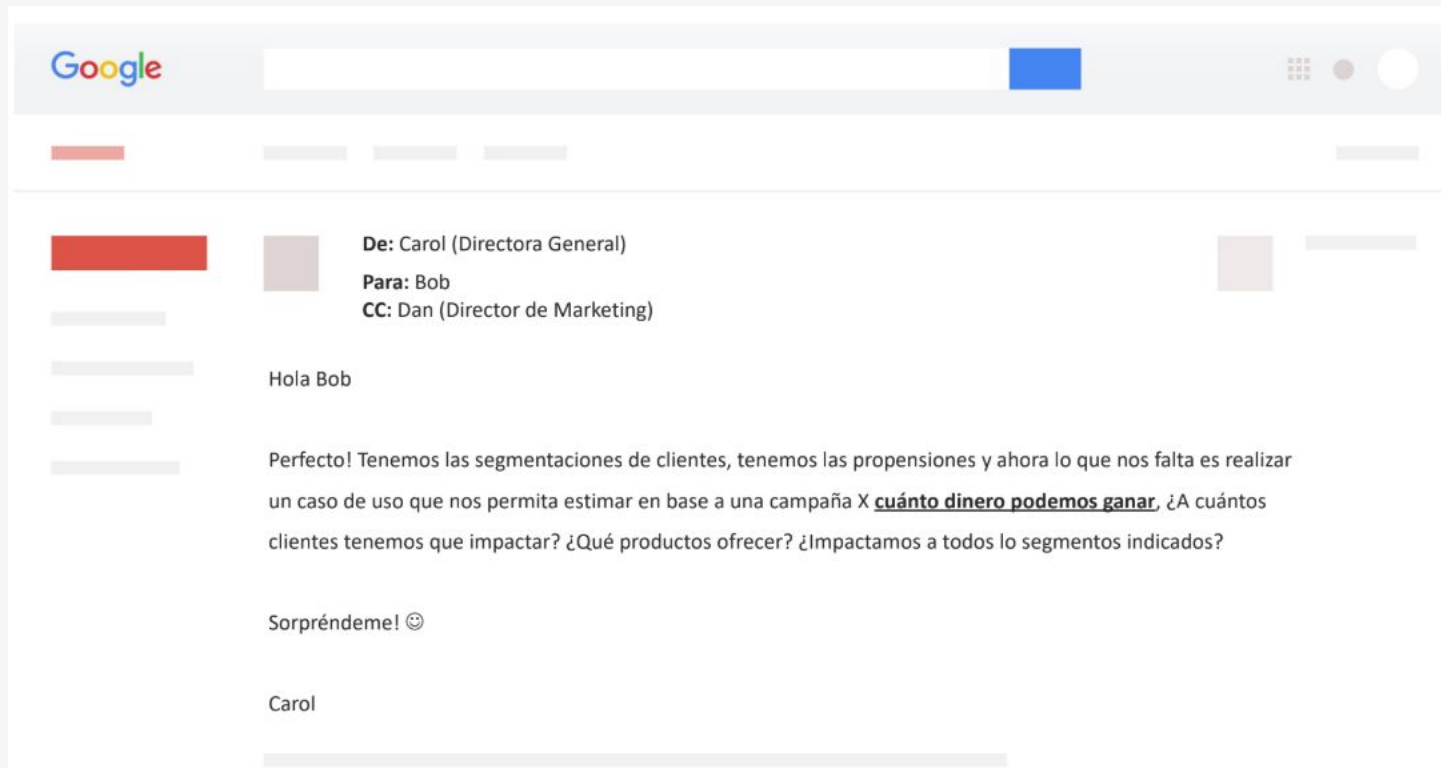 Google
De: Carol (Directora General)
Para: Bob
CC: Dan (Director de Marketing)
Hola Bob
Perfecto! Tenemos las segmentaciones de clientes, tenemos las propensiones y ahora lo que nos falta es realizar
un caso de uso que nos permita estimar en base a una campaña X cuánto dinero podemos ganar, ¿A cuántos
clientes tenemos que impactar? ¿Qué productos ofrecer? ¿Impactamos a todos lo segmentos indicados?
Sorpréndeme! ☺
Carol